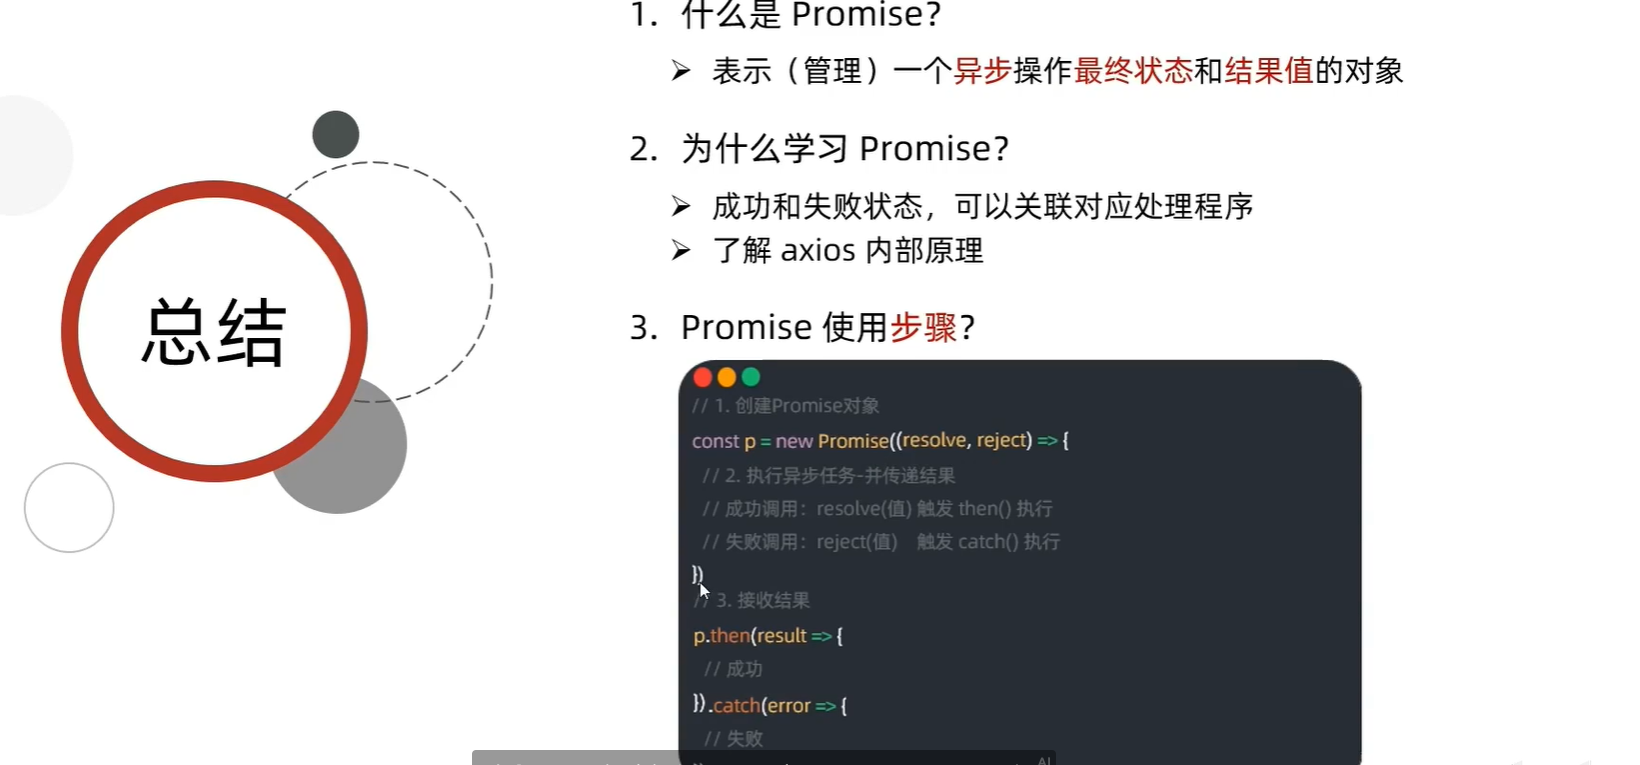 总结
1. 什么是 Promise?
➢ 表示（管理）一个异步操作最终状态和结果值的对象
2. 为什么学习 Promise?
➢ 成功和失败状态，可以关联对应处理程序
➢ 了解 axios 内部原理
3. Promise 使用步骤?
// 1. 创建Promise对象
const p = new Promise((resolve, reject) => {
// 2. 执行异步任务-并传递结果
// 成功调用：resolve(值) 触发 then() 执行
// 失败调用：reject(值) 触发 catch() 执行
})
// 3. 接收结果
p.then(result => {
// 成功
}).catch(error => {
// 失败
AI